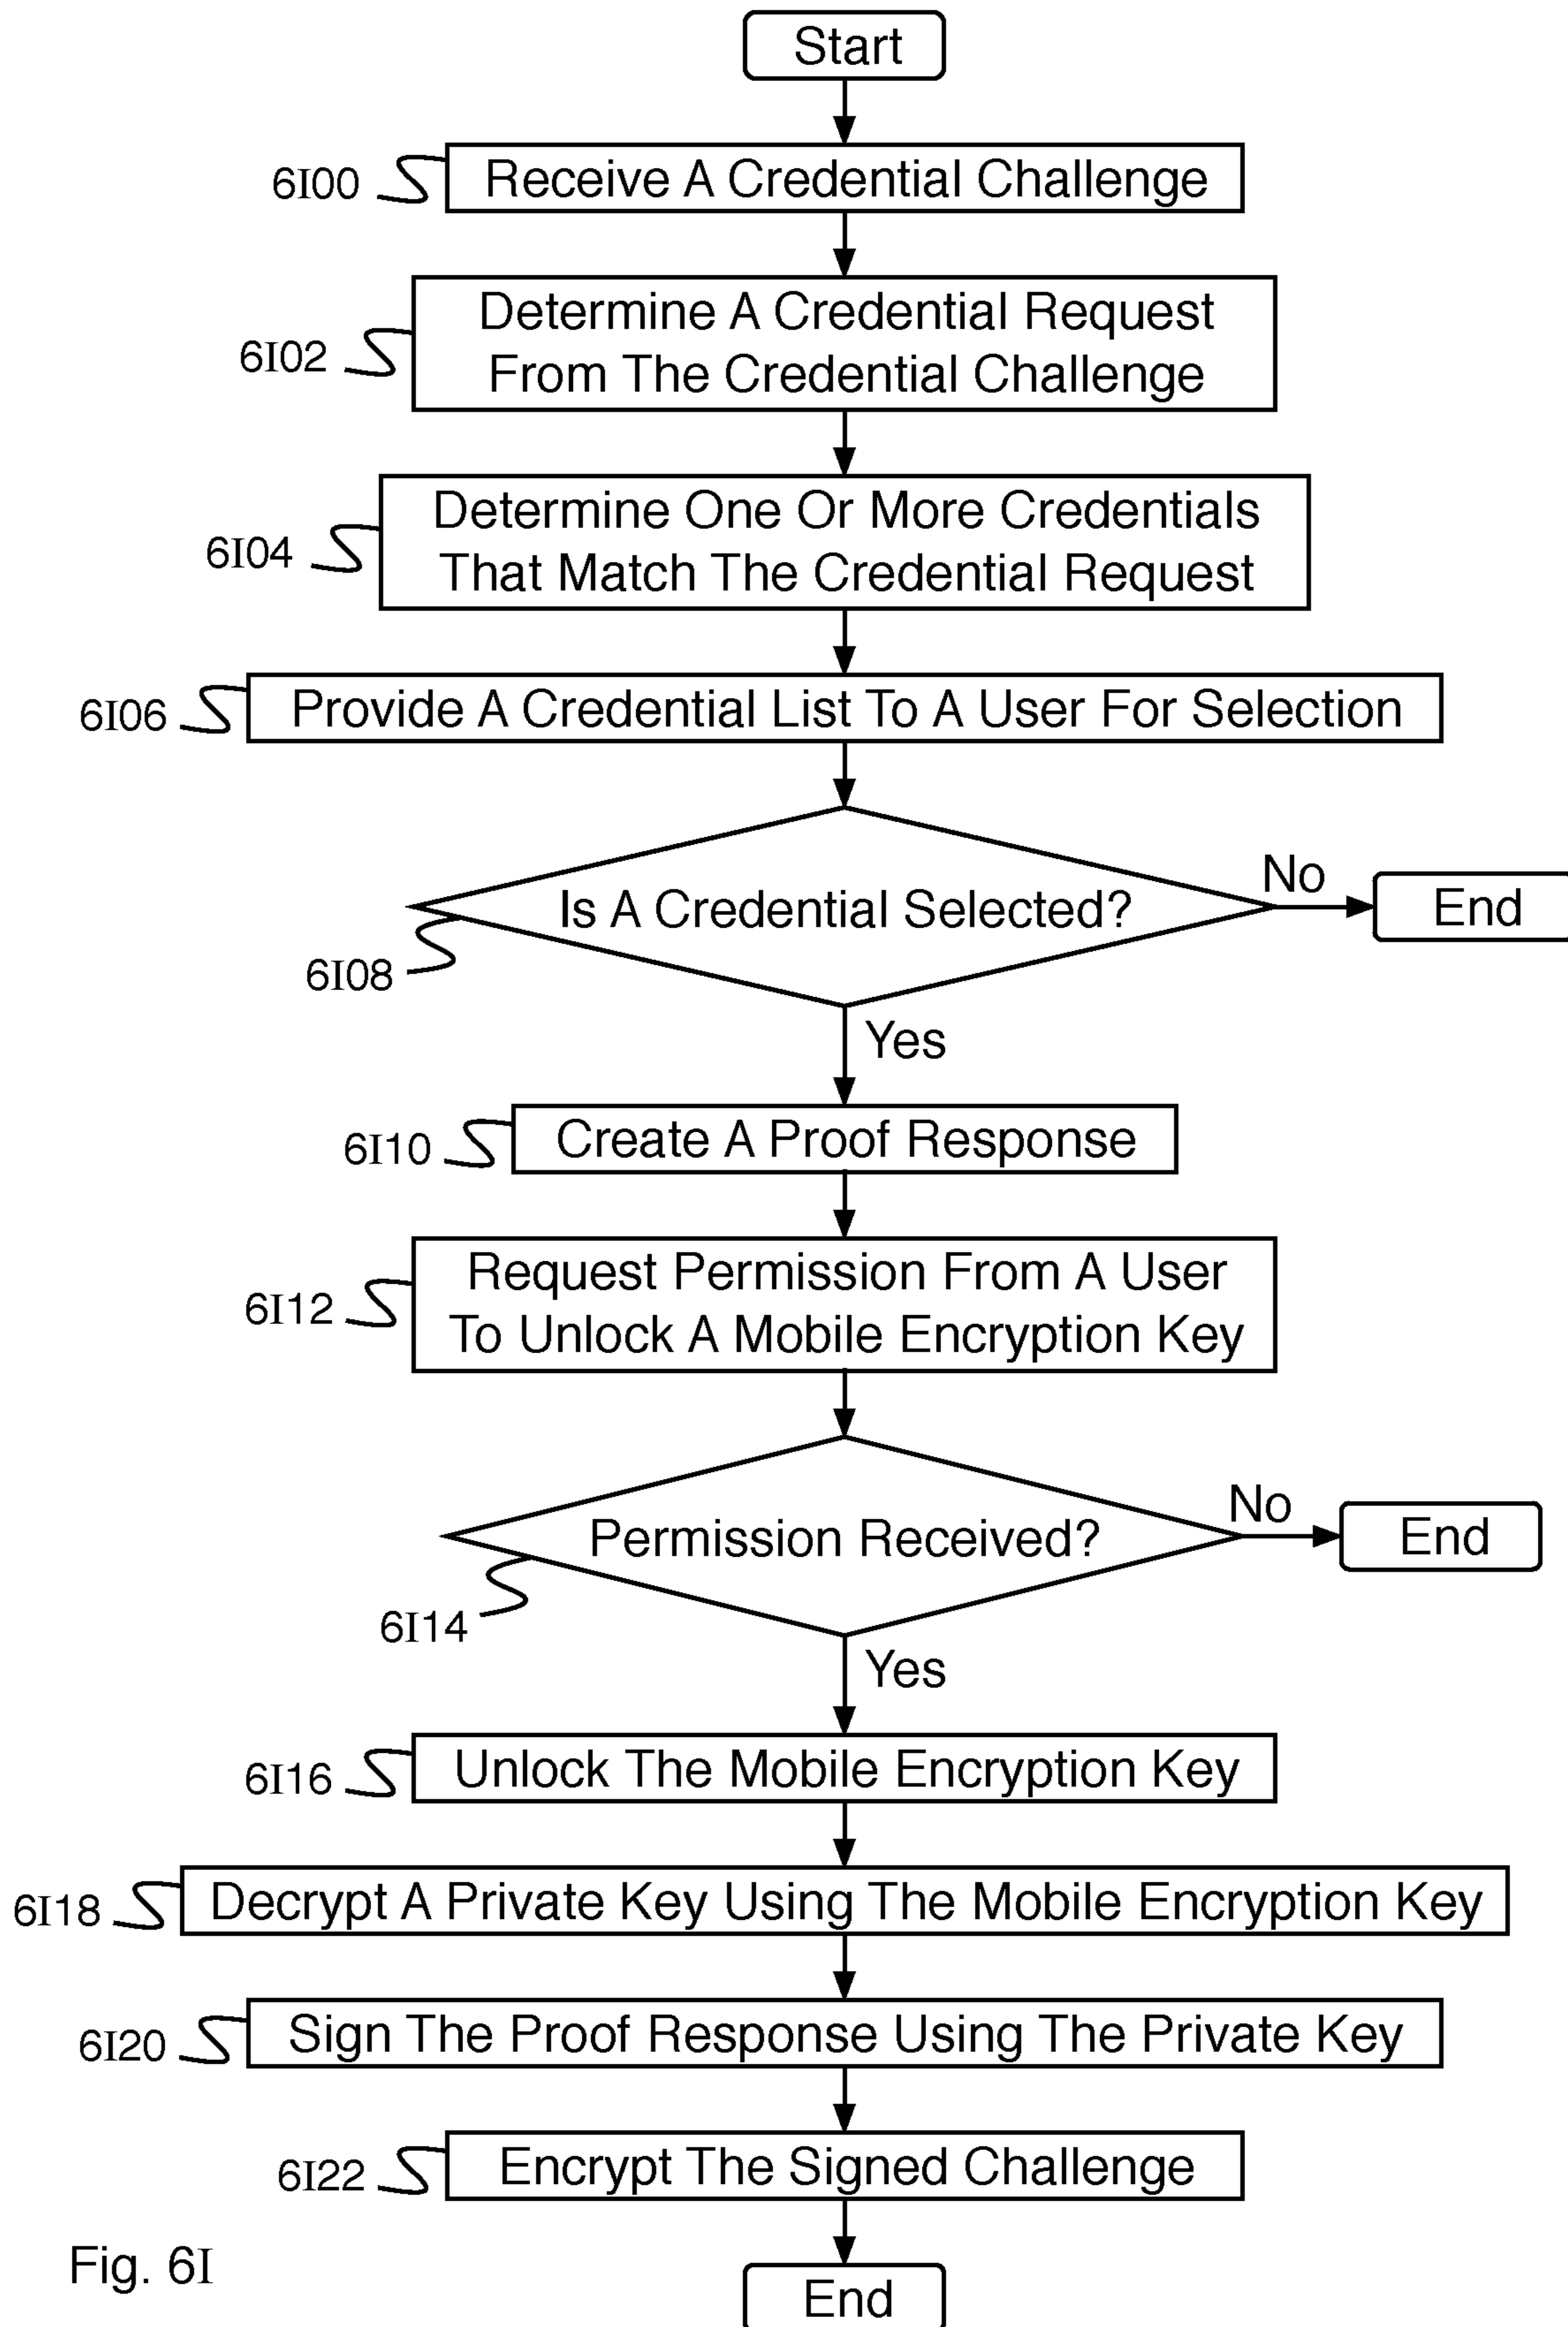 Start
6I00
Receive A Credential Challenge
6I02
Determine A Credential Request
From The Credential Challenge
6I04
Determine One Or More Credentials
That Match The Credential Request
6I06
Provide A Credential List To A User For Selection
6I08
Is A Credential Selected?
No
End
Yes
6I10
Create A Proof Response
6I12
Request Permission From A User
To Unlock A Mobile Encryption Key
6I14
Permission Received?
No
End
Yes
6I16
Unlock The Mobile Encryption Key
6I18
Decrypt A Private Key Using The Mobile Encryption Key
6I20
Sign The Proof Response Using The Private Key
6I22
Encrypt The Signed Challenge
End
Fig. 6I